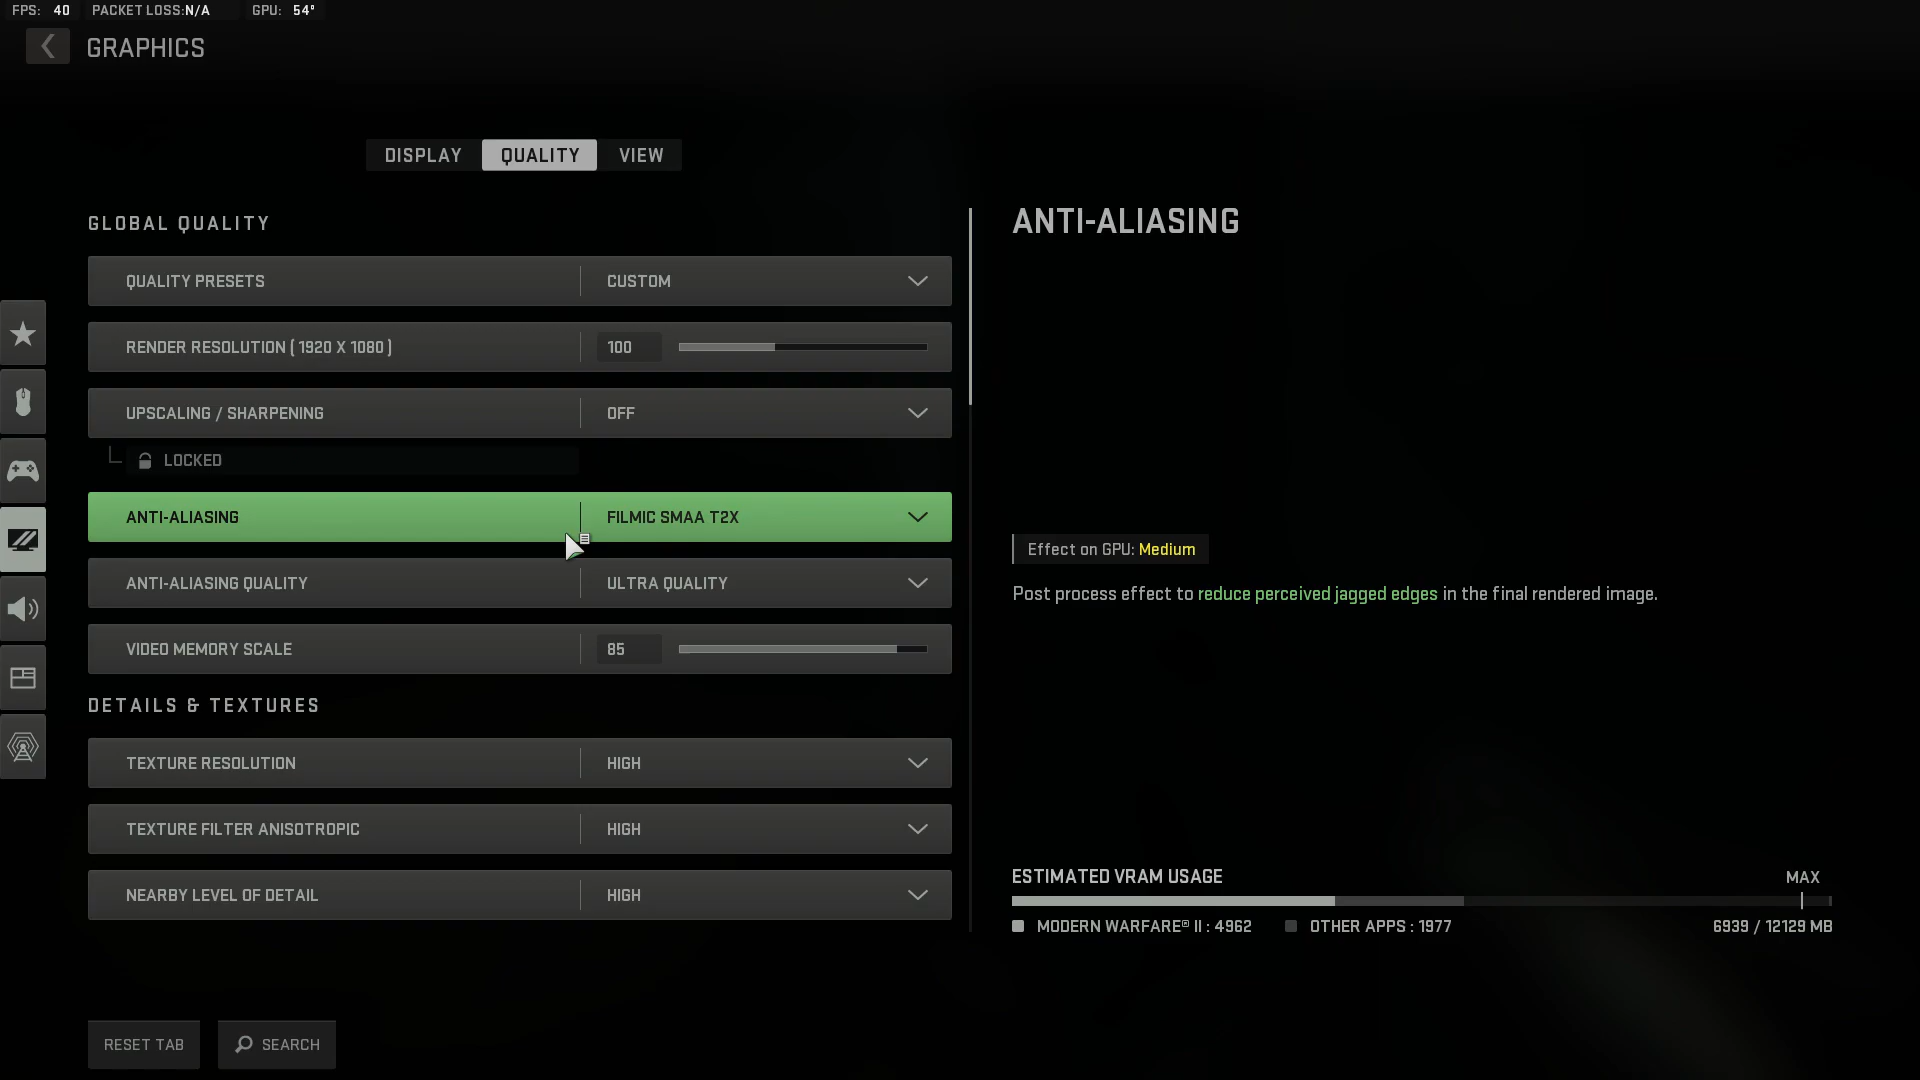 FPS: 40 PACKET LOSS:N/A GPU: 54°
GRAPHICS
DISPLAY QUALITY VIEW
GLOBAL QUALITY
QUALITY PRESETS CUSTOM
RENDER RESOLUTION ( 1920 X 1080 ) 100
UPSCALING / SHARPENING OFF
LOCKED
ANTI-ALIASING FILMIC SMAA T2X
ANTI-ALIASING QUALITY ULTRA QUALITY
VIDEO MEMORY SCALE 85
DETAILS & TEXTURES
TEXTURE RESOLUTION HIGH
TEXTURE FILTER ANISOTROPIC HIGH
NEARBY LEVEL OF DETAIL HIGH
RESET TAB SEARCH
ANTI-ALIASING
Effect on GPU: Medium
Post process effect to reduce perceived jagged edges in the final rendered image.
ESTIMATED VRAM USAGE MAX
MODERN WARFARE® II : 4962 OTHER APPS : 1977 6939 / 12129 MB